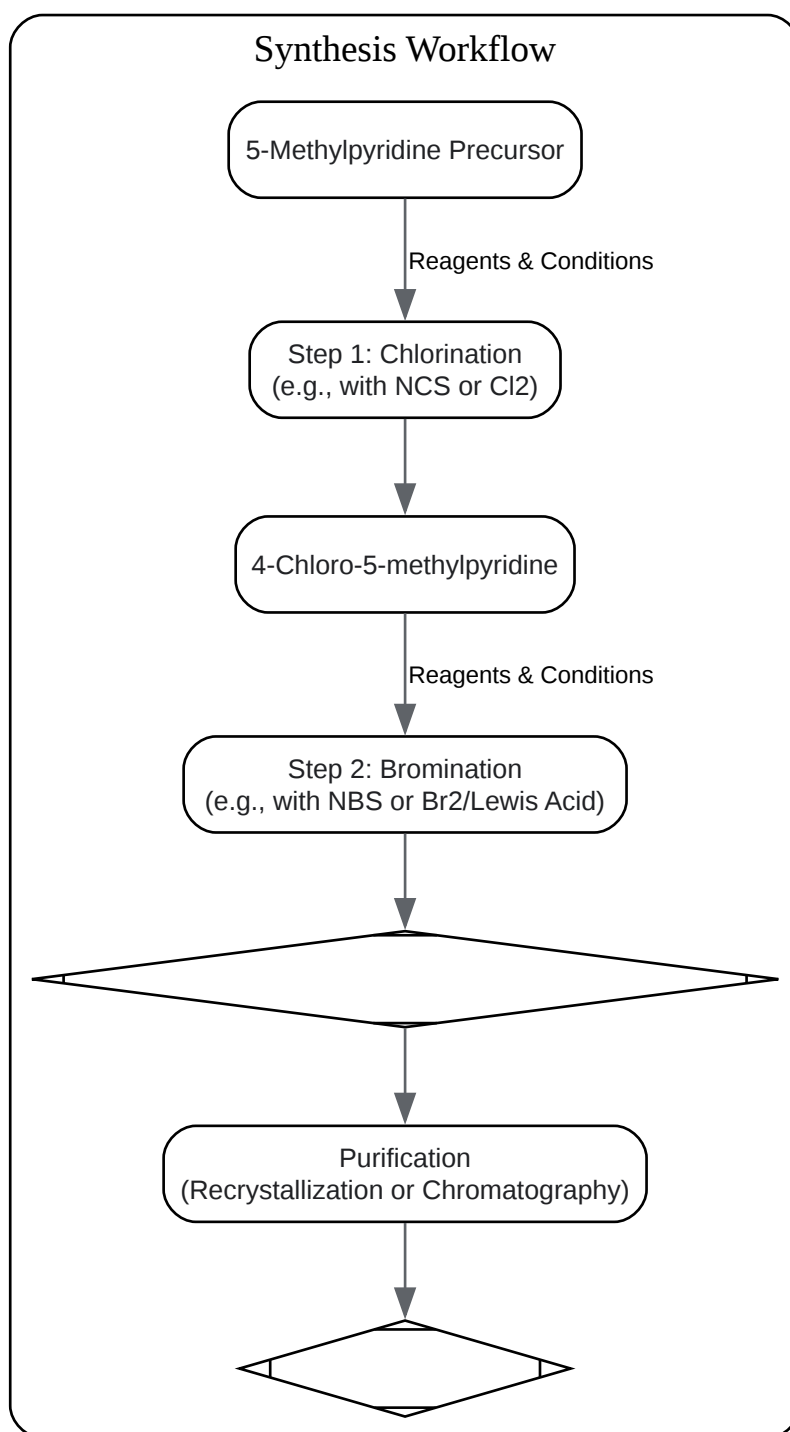 Synthesis Workflow
5-Methylpyridine Precursor
Reagents & Conditions
Step 1: Chlorination
(e.g., with NCS or Cl2)
4-Chloro-5-methylpyridine
Reagents & Conditions
Step 2: Bromination
(e.g., with NBS or Br2/Lewis Acid)
Purification
(Recrystallization or Chromatography)